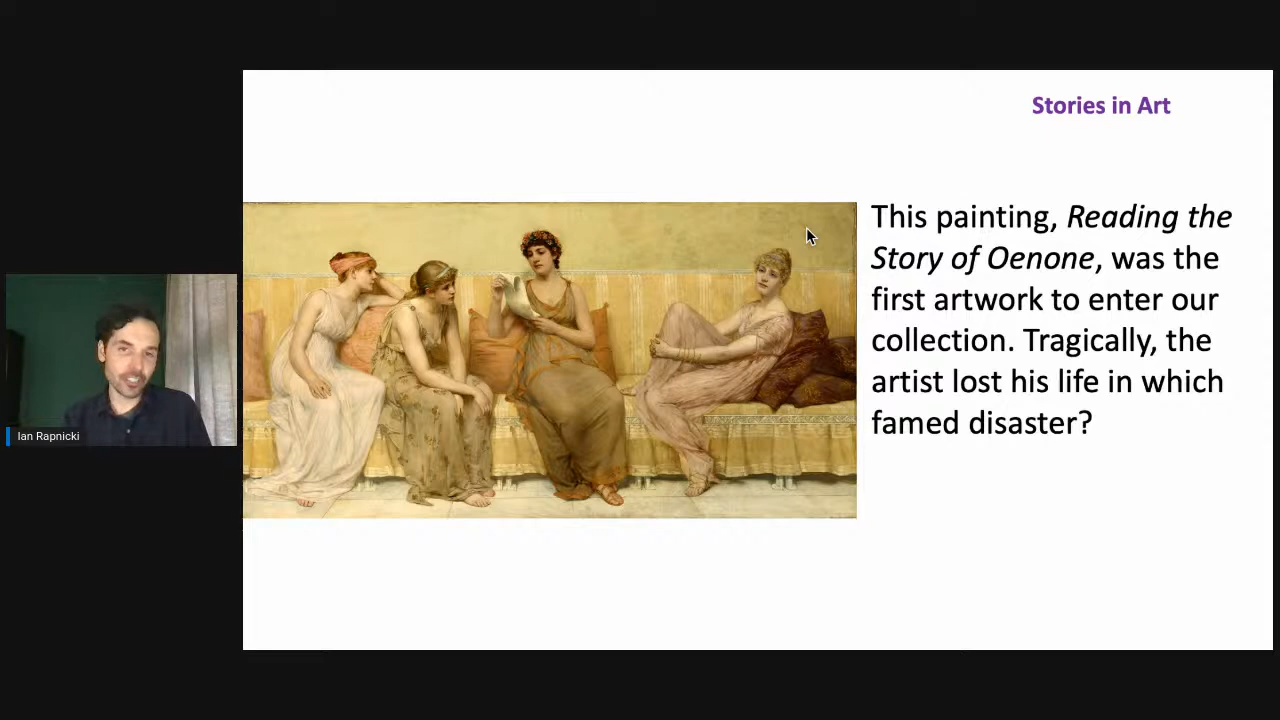 Stories in Art
This painting, Reading the
Story of Oenone, was the
first artwork to enter our
collection. Tragically, the
artist lost his life in which
famed disaster?
Ian Rapnicki